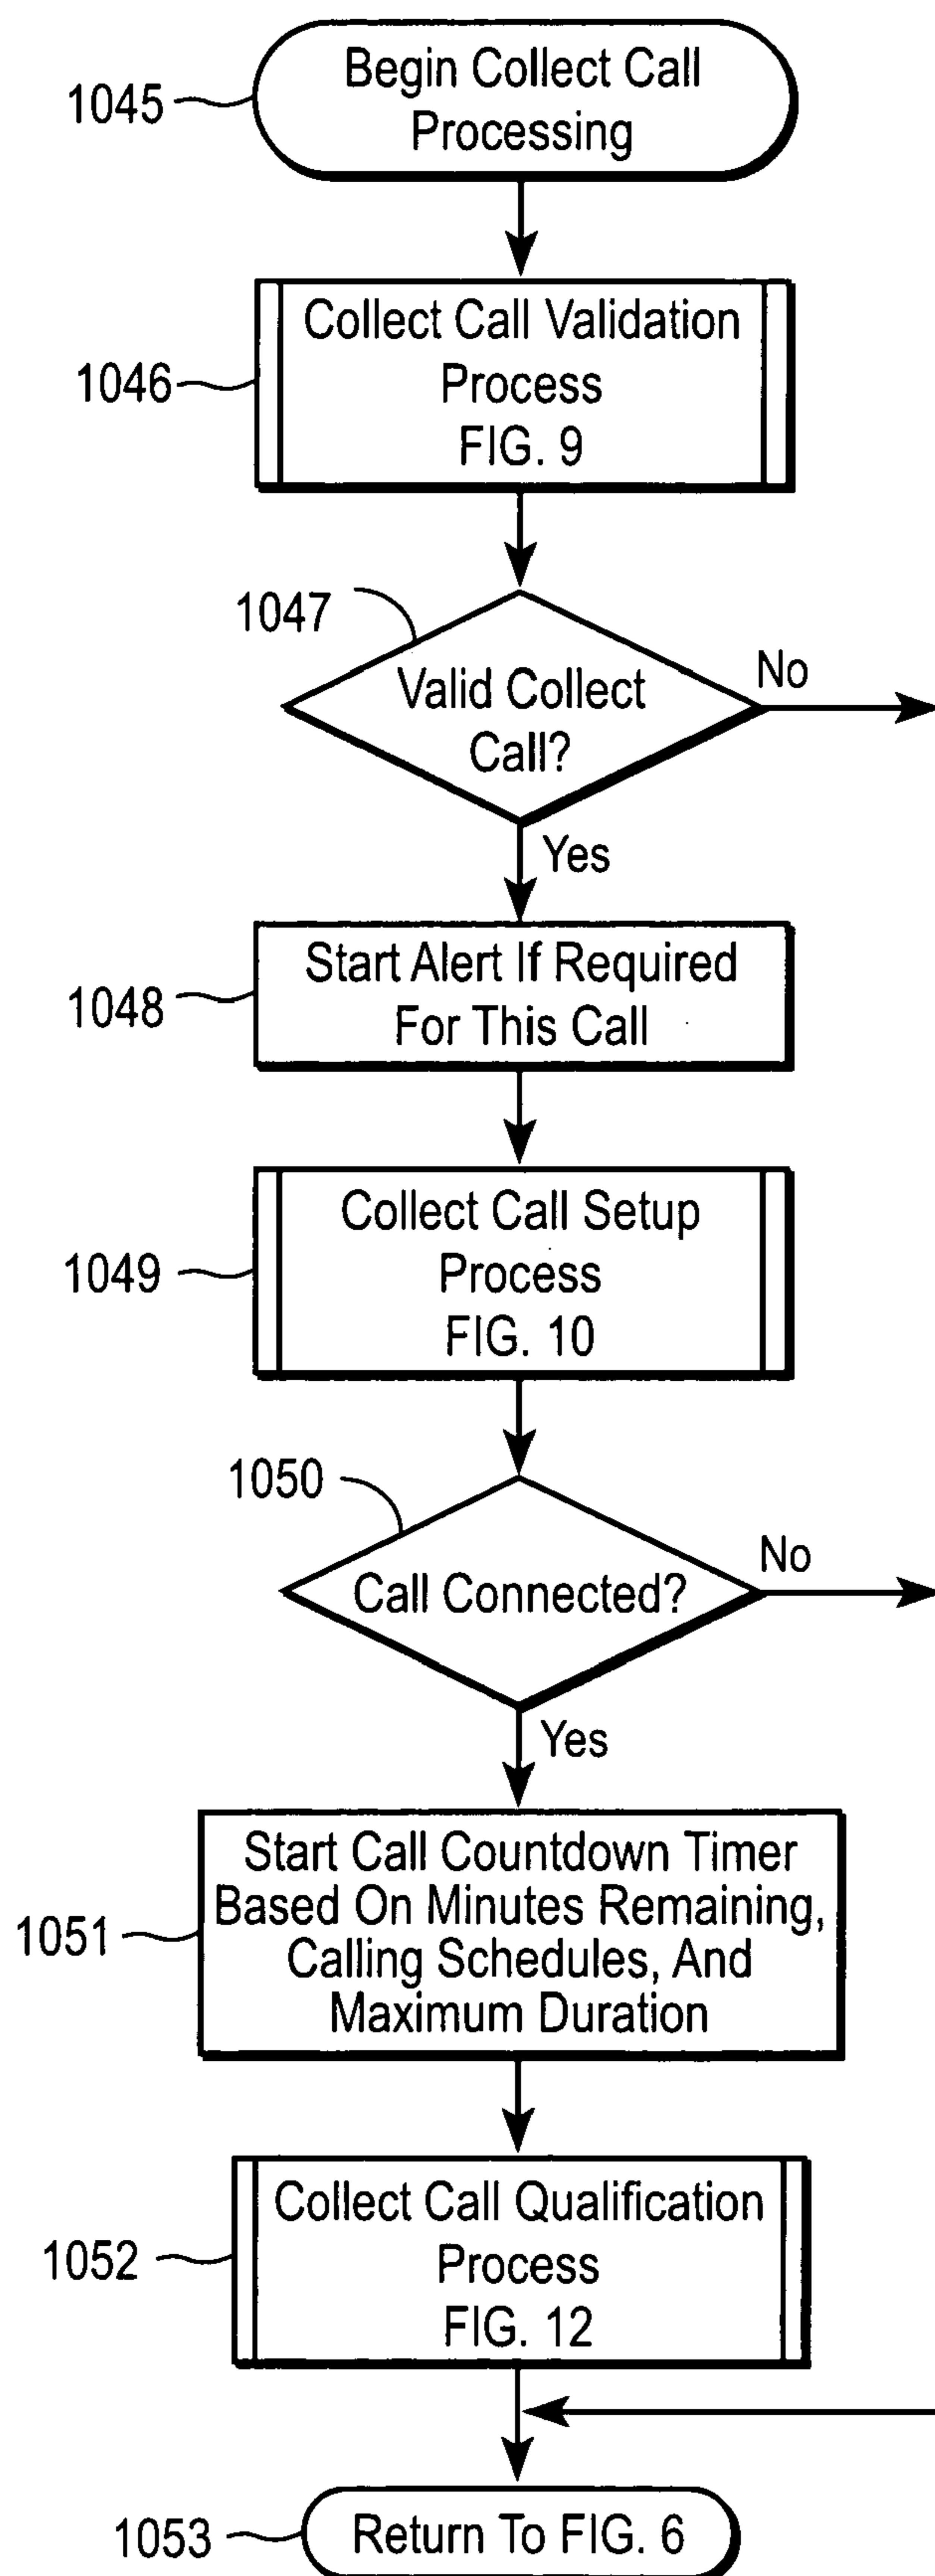 1045
Begin Collect Call
Processing
1046
Collect Call Validation
Process
FIG. 9
1047
Valid Collect
Call?
No
Yes
1048
Start Alert If Required
For This Call
1049
Collect Call Setup
Process
FIG. 10
1050
Call Connected?
No
Yes
1051
Start Call Countdown Timer
Based On Minutes Remaining,
Calling Schedules, And
Maximum Duration
1052
Collect Call Qualification
Process
FIG. 12
1053
Return To FIG. 6